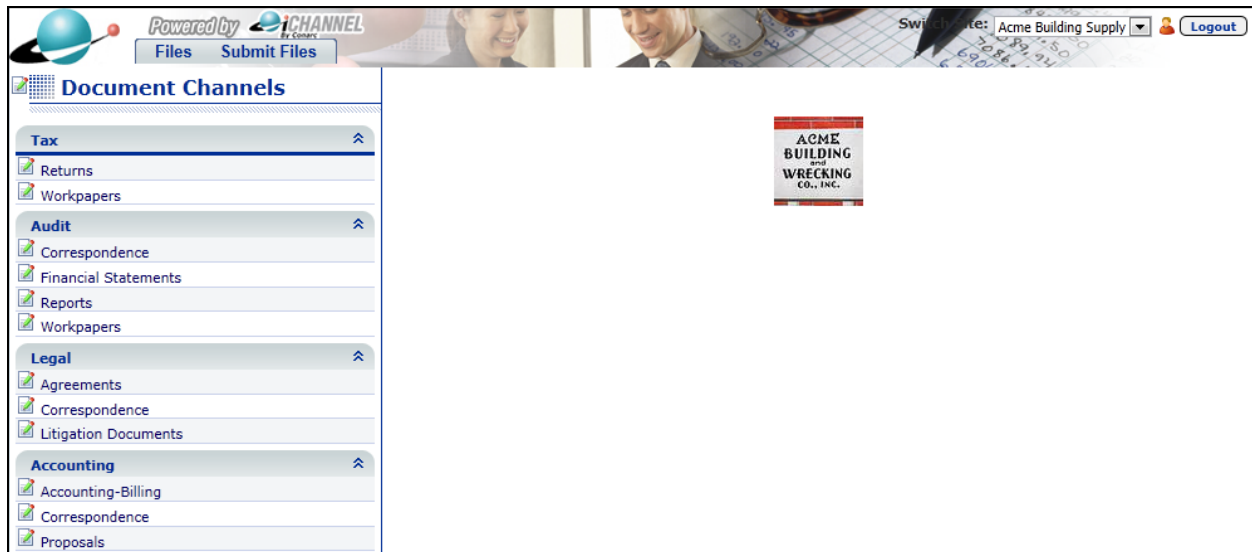 Powered by iCHANNEL
By Conarc
Files Submit Files
Switch Site: Acme Building Supply Logout
Document Channels
Tax
Returns
Workpapers
Audit
Correspondence
Financial Statements
Reports
Workpapers
Legal
Agreements
Correspondence
Litigation Documents
Accounting
Accounting-Billing
Correspondence
Proposals
ACME
BUILDING
and
WRECKING
CO., INC.